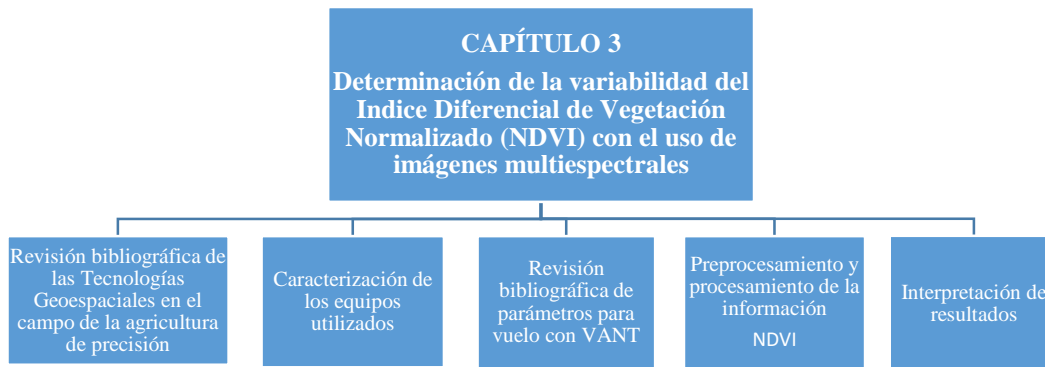 CAPÍTULO 3
Determinación de la variabilidad del
Indice Diferencial de Vegetación
Normalizado (NDVI) con el uso de
imágenes multiespectrales
Revisión bibliográfica de
las Tecnologías
Geoespaciales en el
campo de la agricultura
de precisión
Caracterización de
los equipos
utilizados
Revisión
bibliográfica de
parámetros para
vuelo con VANT
Preprocesamiento y
procesamiento de la
información
NDVI
Interpretación de
resultados